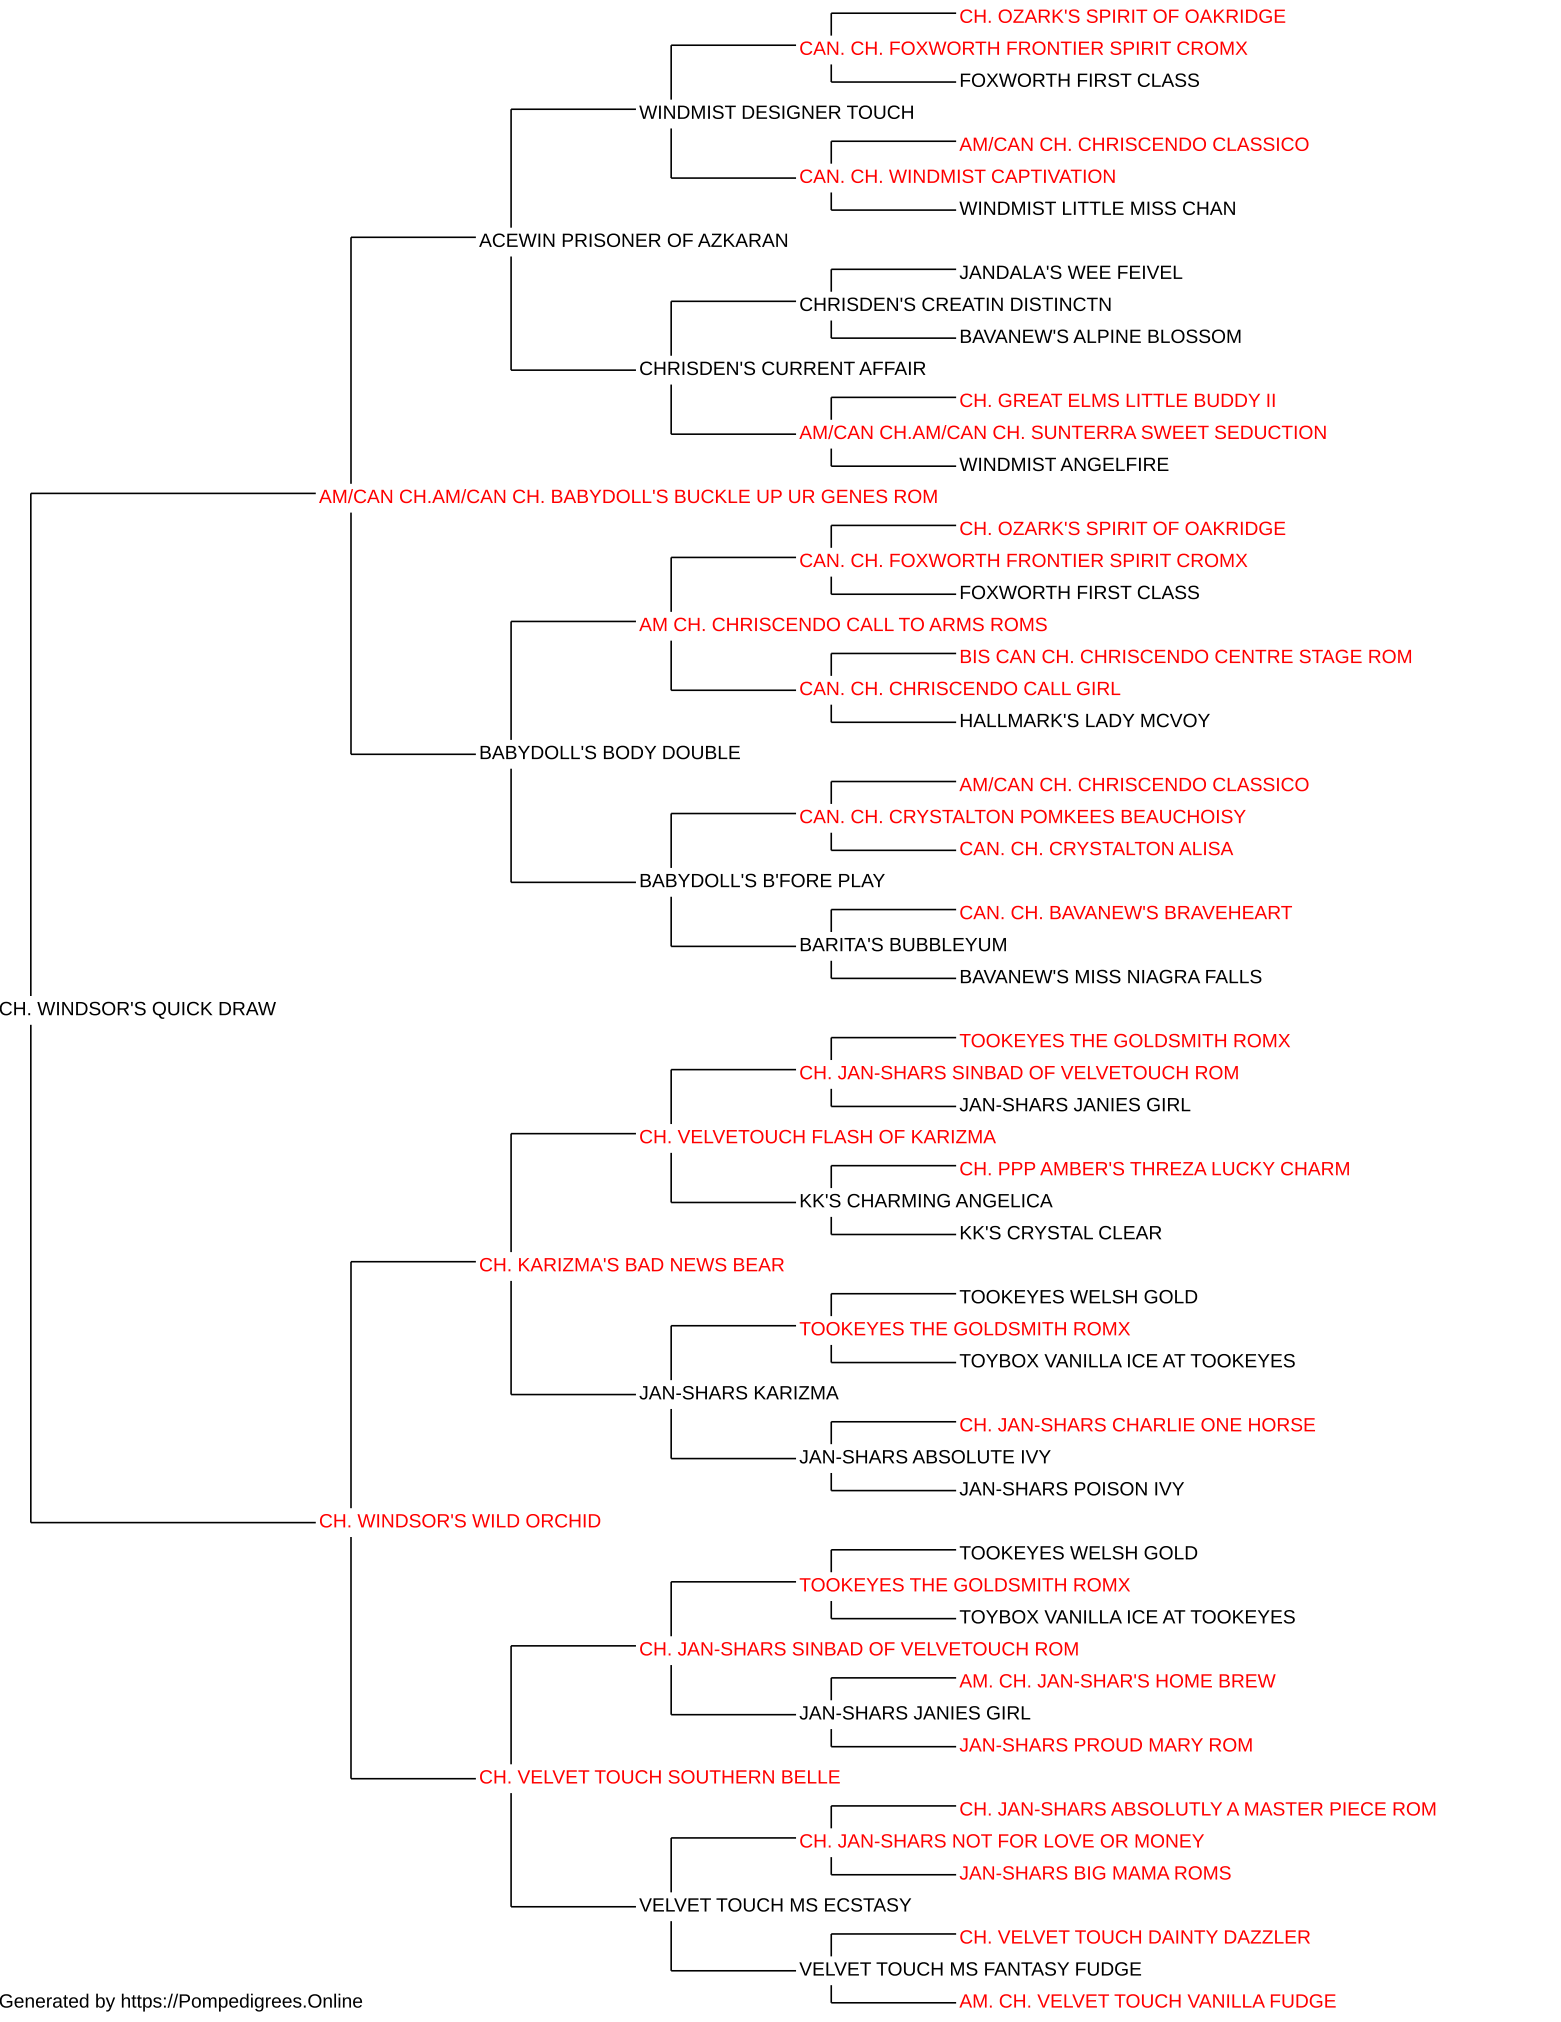 CH. OZARK'S SPIRIT OF OAKRIDGE
CAN. CH. FOXWORTH FRONTIER SPIRIT CROMX
FOXWORTH FIRST CLASS
WINDMIST DESIGNER TOUCH
AM/CAN CH. CHRISCENDO CLASSICO
CAN. CH. WINDMIST CAPTIVATION
WINDMIST LITTLE MISS CHAN
ACEWIN PRISONER OF AZKARAN
JANDALA'S WEE FEIVEL
CHRISDEN'S CREATIN DISTINCTN
BAVANEW'S ALPINE BLOSSOM
CHRISDEN'S CURRENT AFFAIR
CH. GREAT ELMS LITTLE BUDDY II
AM/CAN CH.AM/CAN CH. SUNTERRA SWEET SEDUCTION
WINDMIST ANGELFIRE
AM/CAN CH.AM/CAN CH. BABYDOLL'S BUCKLE UP UR GENES ROM
CH. OZARK'S SPIRIT OF OAKRIDGE
CAN. CH. FOXWORTH FRONTIER SPIRIT CROMX
FOXWORTH FIRST CLASS
AM CH. CHRISCENDO CALL TO ARMS ROMS
BIS CAN CH. CHRISCENDO CENTRE STAGE ROM
CAN. CH. CHRISCENDO CALL GIRL
HALLMARK'S LADY MCVOY
BABYDOLL'S BODY DOUBLE
AM/CAN CH. CHRISCENDO CLASSICO
CAN. CH. CRYSTALTON POMKEES BEAUCHOISY
CAN. CH. CRYSTALTON ALISA
BABYDOLL'S B'FORE PLAY
CAN. CH. BAVANEW'S BRAVEHEART
BARITA'S BUBBLEYUM
BAVANEW'S MISS NIAGRA FALLS
CH. WINDSOR'S QUICK DRAW
TOOKEYES THE GOLDSMITH ROMX
CH. JAN-SHARS SINBAD OF VELVETOUCH ROM
JAN-SHARS JANIES GIRL
CH. VELVETOUCH FLASH OF KARIZMA
CH. PPP AMBER'S THREZA LUCKY CHARM
KK'S CHARMING ANGELICA
KK'S CRYSTAL CLEAR
CH. KARIZMA'S BAD NEWS BEAR
TOOKEYES WELSH GOLD
TOOKEYES THE GOLDSMITH ROMX
TOYBOX VANILLA ICE AT TOOKEYES
JAN-SHARS KARIZMA
CH. JAN-SHARS CHARLIE ONE HORSE
JAN-SHARS ABSOLUTE IVY
JAN-SHARS POISON IVY
CH. WINDSOR'S WILD ORCHID
TOOKEYES WELSH GOLD
TOOKEYES THE GOLDSMITH ROMX
TOYBOX VANILLA ICE AT TOOKEYES
CH. JAN-SHARS SINBAD OF VELVETOUCH ROM
AM. CH. JAN-SHAR'S HOME BREW
JAN-SHARS JANIES GIRL
JAN-SHARS PROUD MARY ROM
CH. VELVET TOUCH SOUTHERN BELLE
CH. JAN-SHARS ABSOLUTLY A MASTER PIECE ROM
CH. JAN-SHARS NOT FOR LOVE OR MONEY
JAN-SHARS BIG MAMA ROMS
VELVET TOUCH MS ECSTASY
CH. VELVET TOUCH DAINTY DAZZLER
VELVET TOUCH MS FANTASY FUDGE
AM. CH. VELVET TOUCH VANILLA FUDGE
Generated by https://Pompedigrees.Online